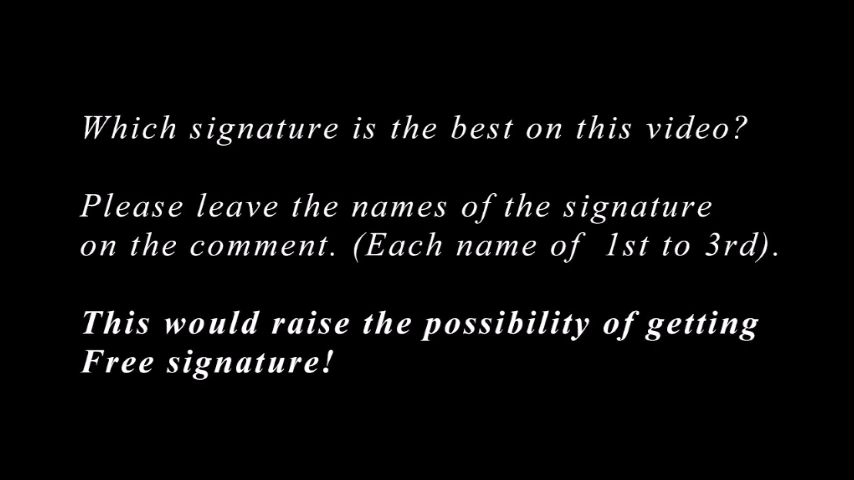 Which signature is the best on this video?
Please leave the names of the signature
on the comment. (Each name of 1st to 3rd).
This would raise the possibility of getting
Free signature!